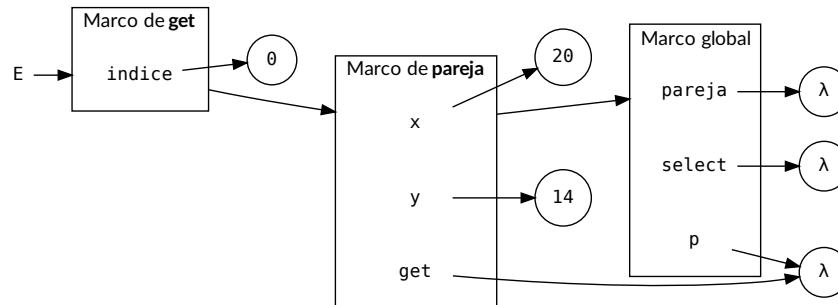 Marco de get
E
indice
0
Marco de pareja
x
20
y
14
get
Marco global
pareja
λ
select
λ
p
λ